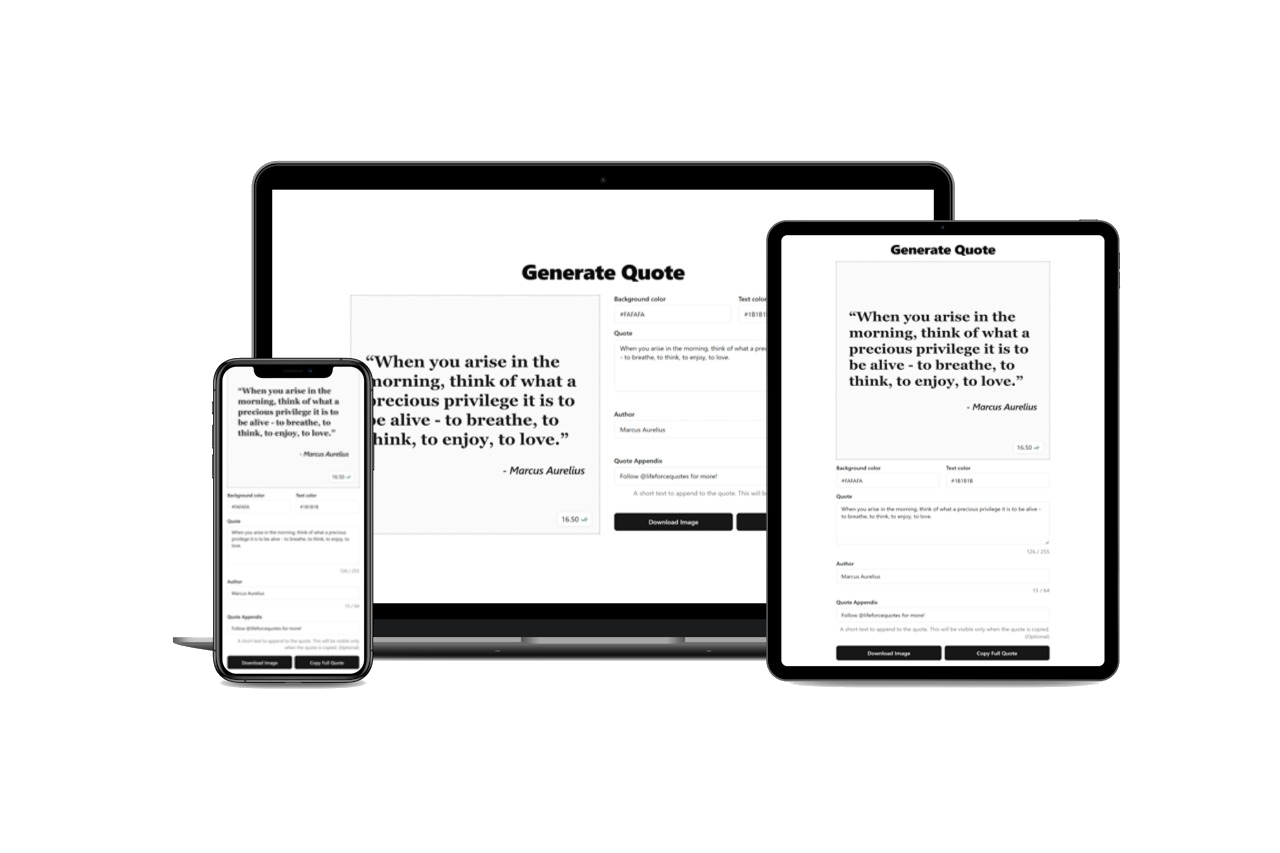 Generate Quote
“When you arise in the
morning, think of what a
precious privilege it is to
be alive - to breathe, to
think, to enjoy, to love.”
- Marcus Aurelius
16.50
Background color
Text color
#FAFAFA
#1B1B1
Quote
When you arise in the morning, think of what a prec
- to breathe, to think, to enjoy, to love.
Author
Marcus Aurelius
Quote Appendix
Follow @lifeforcequotes for more!
A short text to append to the quote. This will be
Download Image
“When you arise in the
morning, think of what a
precious privilege it is to
be alive - to breathe, to
think, to enjoy, to love.”
- Marcus Aurelius
16.50
Background color
Text color
#FAFAFA
#1B1B1B
Quote
When you arise in the morning, think of what a precious
privilege it is to be alive - to breathe, to think, to enjoy, to
love.
126 / 255
Author
Marcus Aurelius
15 / 64
Quote Appendix
Follow @lifeforcequotes for more!
A short text to append to the quote. This will be visible only
when the quote is copied. (Optional)
Download Image
Copy Full Quote
Generate Quote
“When you arise in the
morning, think of what a
precious privilege it is to
be alive - to breathe, to
think, to enjoy, to love.”
- Marcus Aurelius
16.50
Background color
Text color
#FAFAFA
#1B1B1B
Quote
When you arise in the morning, think of what a precious privilege it is to be alive -
to breathe, to think, to enjoy, to love.
126 / 255
Author
Marcus Aurelius
15 / 64
Quote Appendix
Follow @lifeforcequotes for more!
A short text to append to the quote. This will be visible only when the quote is copied.
(Optional)
Download Image
Copy Full Quote